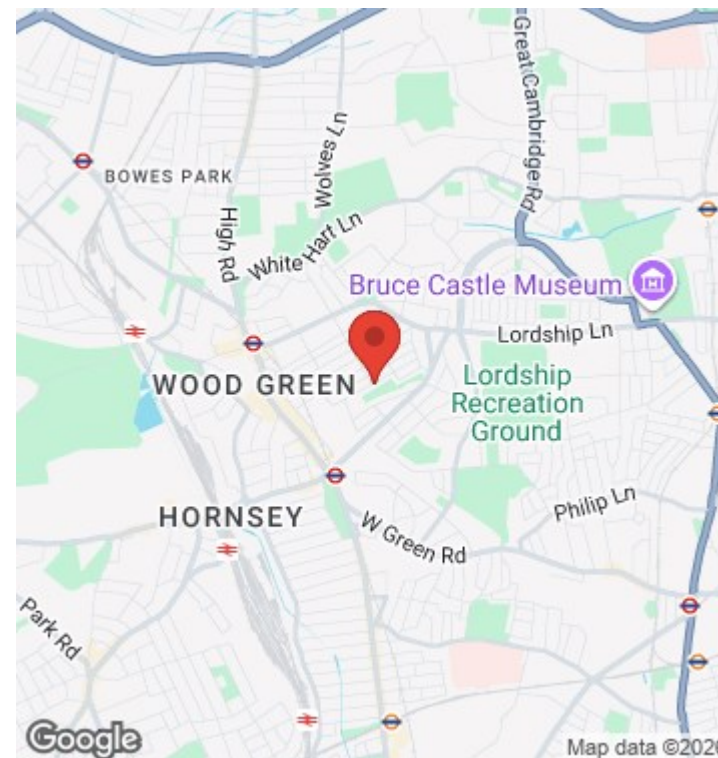 Great Cambridge Rd
Wolves Ln
BOWES PARK
High Rd
White Hart Ln
Bruce Castle Museum
Lordship Ln
WOOD GREEN
Lordship
Recreation
Ground
HORNSEY
Philip Ln
W Green Rd
Park Rd
Google
Map data ©2026